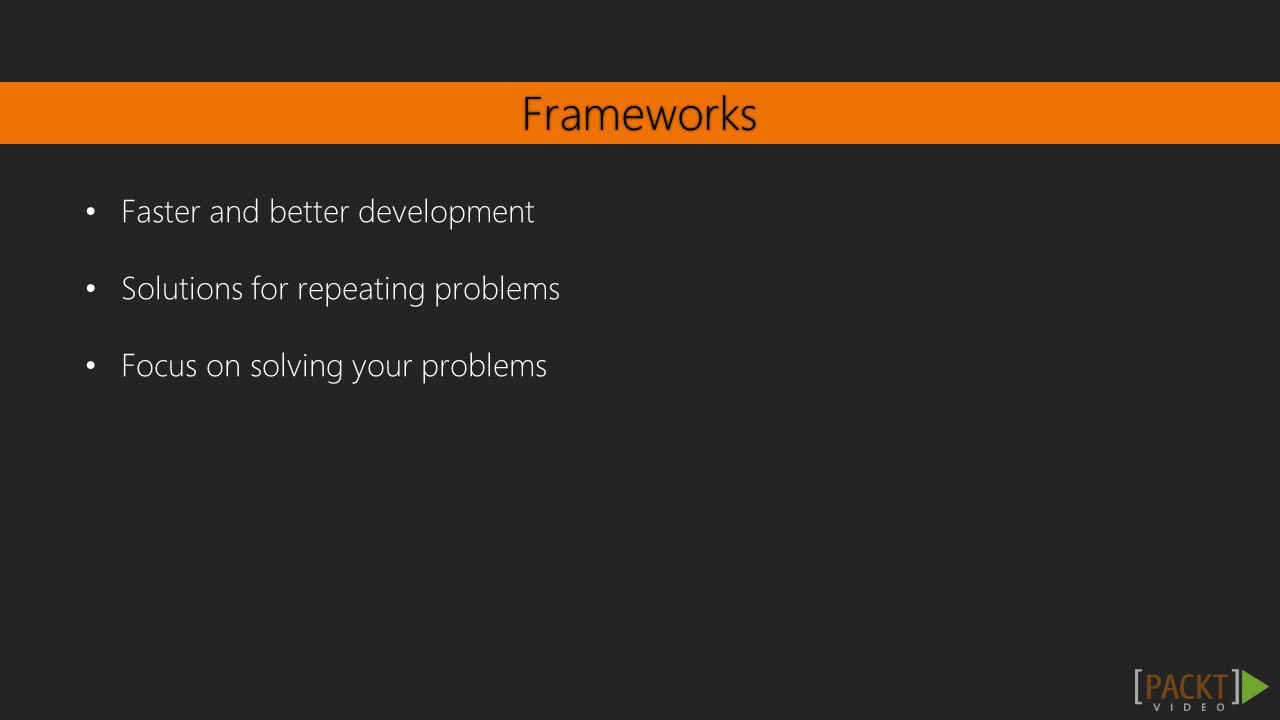 Frameworks
• Faster and better development
• Solutions for repeating problems
• Focus on solving your problems
[PACKT]
VIDEO